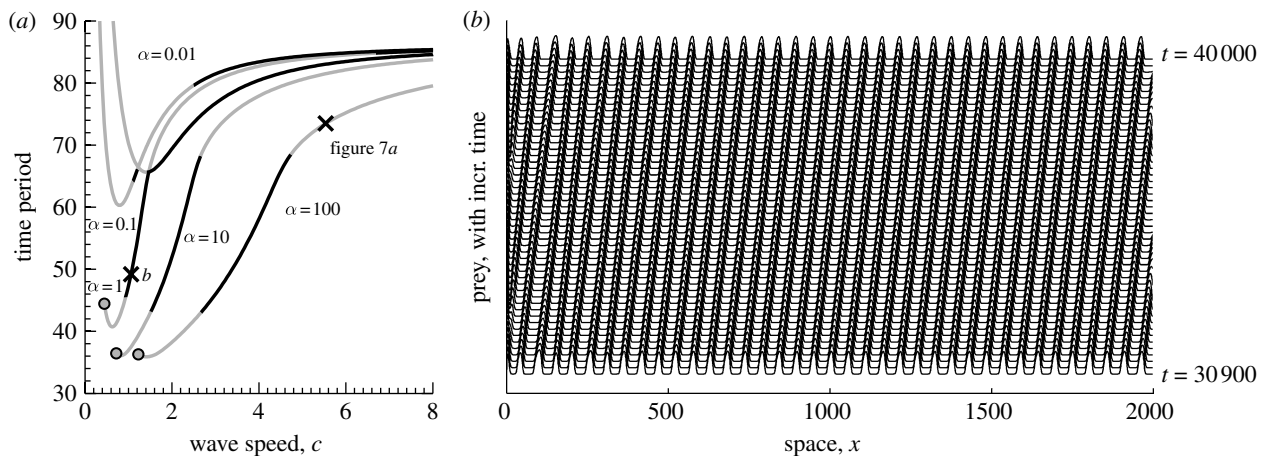 (a)
90
80
70
60
50
40
30
time period
0
2
4
6
8
wave speed, c
α=0.01
α=0.1
α=1
α=10
α=100
b
figure 7a
(b)
prey, with incr. time
t = 40 000
t = 30 900
0
500
1000
1500
2000
space, x